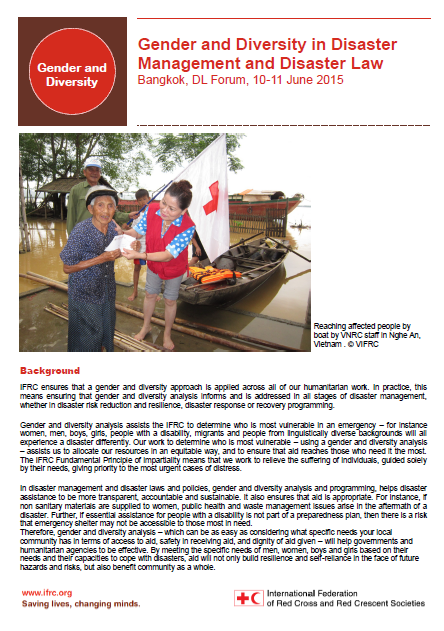 Gender and
Diversity
Gender and Diversity in Disaster
Management and Disaster Law
Bangkok, DL Forum, 10-11 June 2015
Reaching affected people by
boat by VNRC staff in Nghe An,
Vietnam . © VIFRC
Background
IFRC ensures that a gender and diversity approach is applied across all of our humanitarian work. In practice, this
means ensuring that gender and diversity analysis informs and is addressed in all stages of disaster management,
whether in disaster risk reduction and resilience, disaster response or recovery programming.
Gender and diversity analysis assists the IFRC to determine who is most vulnerable in an emergency – for instance
women, men, boys, girls, people with a disability, migrants and people from linguistically diverse backgrounds will all
experience a disaster differently. Our work to determine who is most vulnerable – using a gender and diversity analysis
– assists us to allocate our resources in an equitable way, and to ensure that aid reaches those who need it the most.
The IFRC Fundamental Principle of Impartiality means that we work to relieve the suffering of individuals, guided solely
by their needs, giving priority to the most urgent cases of distress.
In disaster management and disaster laws and policies, gender and diversity analysis and programming, helps disaster
assistance to be more transparent, accountable and sustainable. It also ensures that aid is appropriate. For instance, if
non sanitary materials are supplied to women, public health and waste management issues arise in the aftermath of a
disaster. Further, if essential assistance for people with a disability is not part of a preparedness plan, then there is a risk
that emergency shelter may not be accessible to those most in need.
Therefore, gender and diversity analysis – which can be as easy as considering what specific needs your local
community has in terms of access to aid, safety in receiving aid, and dignity of aid given – will help governments and
humanitarian agencies to be effective. By meeting the specific needs of men, women, boys and girls based on their
needs and their capacities to cope with disasters, aid will not only build resilience and self-reliance in the face of future
hazards and risks, but also benefit community as a whole.
www.ifrc.org
Saving lives, changing minds.
International Federation
of Red Cross and Red Crescent Societies